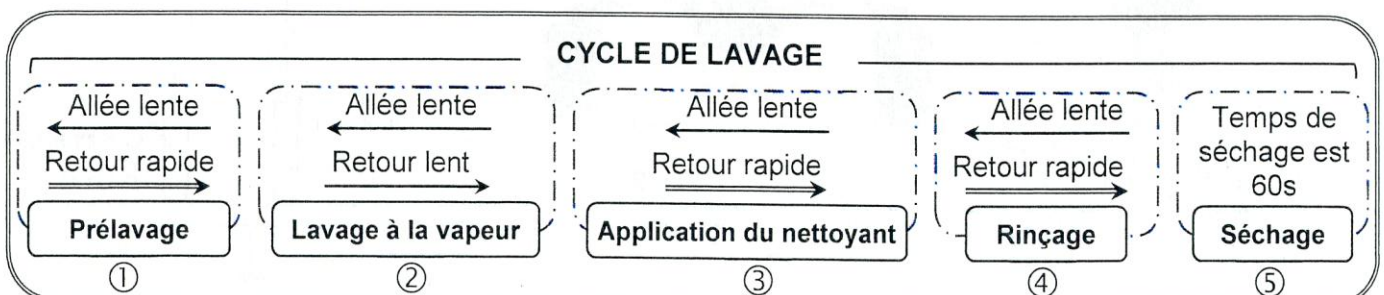 CYCLE DE LAVAGE
Allée lente
Retour rapide
Prélavage
①
Allée lente
Retour lent
Lavage à la vapeur
②
Allée lente
Retour rapide
Application du nettoyant
③
Allée lente
Retour rapide
Rinçage
④
Temps de
séchage est
60s
Séchage
⑤